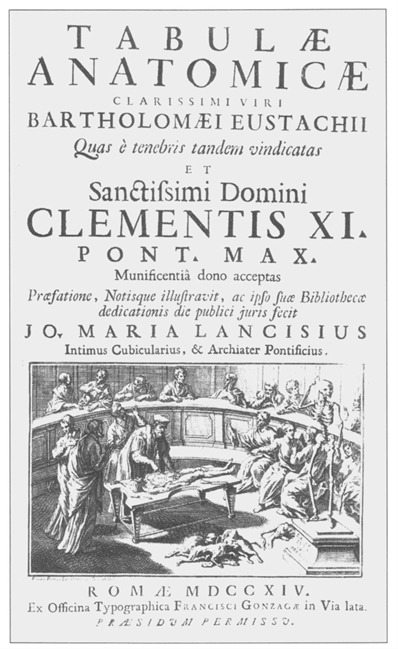 TABULÆ
ANATOMICÆ
CLARISSIMI VIRI
BARTHOLOMÆI EUSTACHII
Quas è tenebris tandem vindicatas
ET
Sanctiſsimi Domini
CLEMENTIS XI.
PONT. MAX.
Munificentiâ dono acceptas
Præfatione, Notisque illuſtravit, ac ipſo ſuæ Bibliothecæ
dedicationis die publici juris fecit
JO. MARIA LANCISIUS
Intimus Cubicularius, & Archiater Pontificius.
ROMÆ MDCCXIV.
Ex Officina Typographica FRANCISCI GONZAGÆ in Via lata.
PRÆSIDUM PERMISSU.